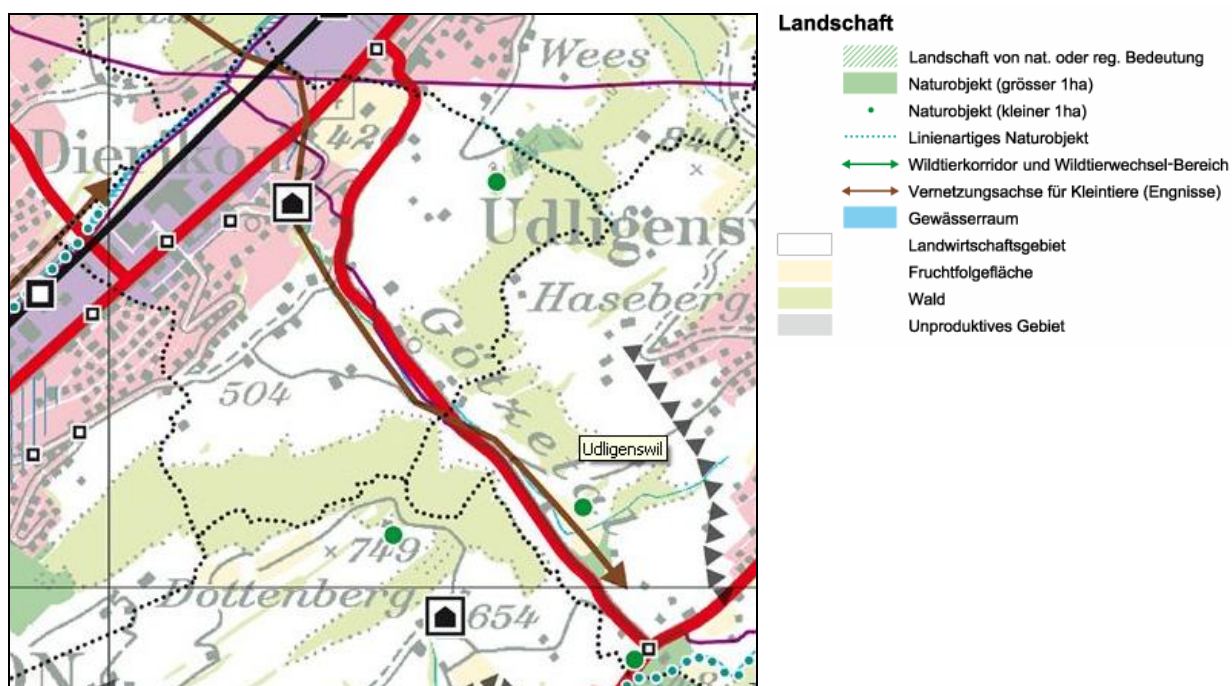 Wees
Dierikon
420
840
Udligensw
Haseberg
Götzental
504
Udligenswil
749
Dottenberg
654
Landschaft
Landschaft von nat. oder reg. Bedeutung
Naturobjekt (grösser 1ha)
Naturobjekt (kleiner 1ha)
Linienartiges Naturobjekt
Wildtierkorridor und Wildtierwechsel-Bereich
Vernetzungsachse für Kleintiere (Engnisse)
Gewässerraum
Landwirtschaftsgebiet
Fruchtfolgefläche
Wald
Unproduktives Gebiet